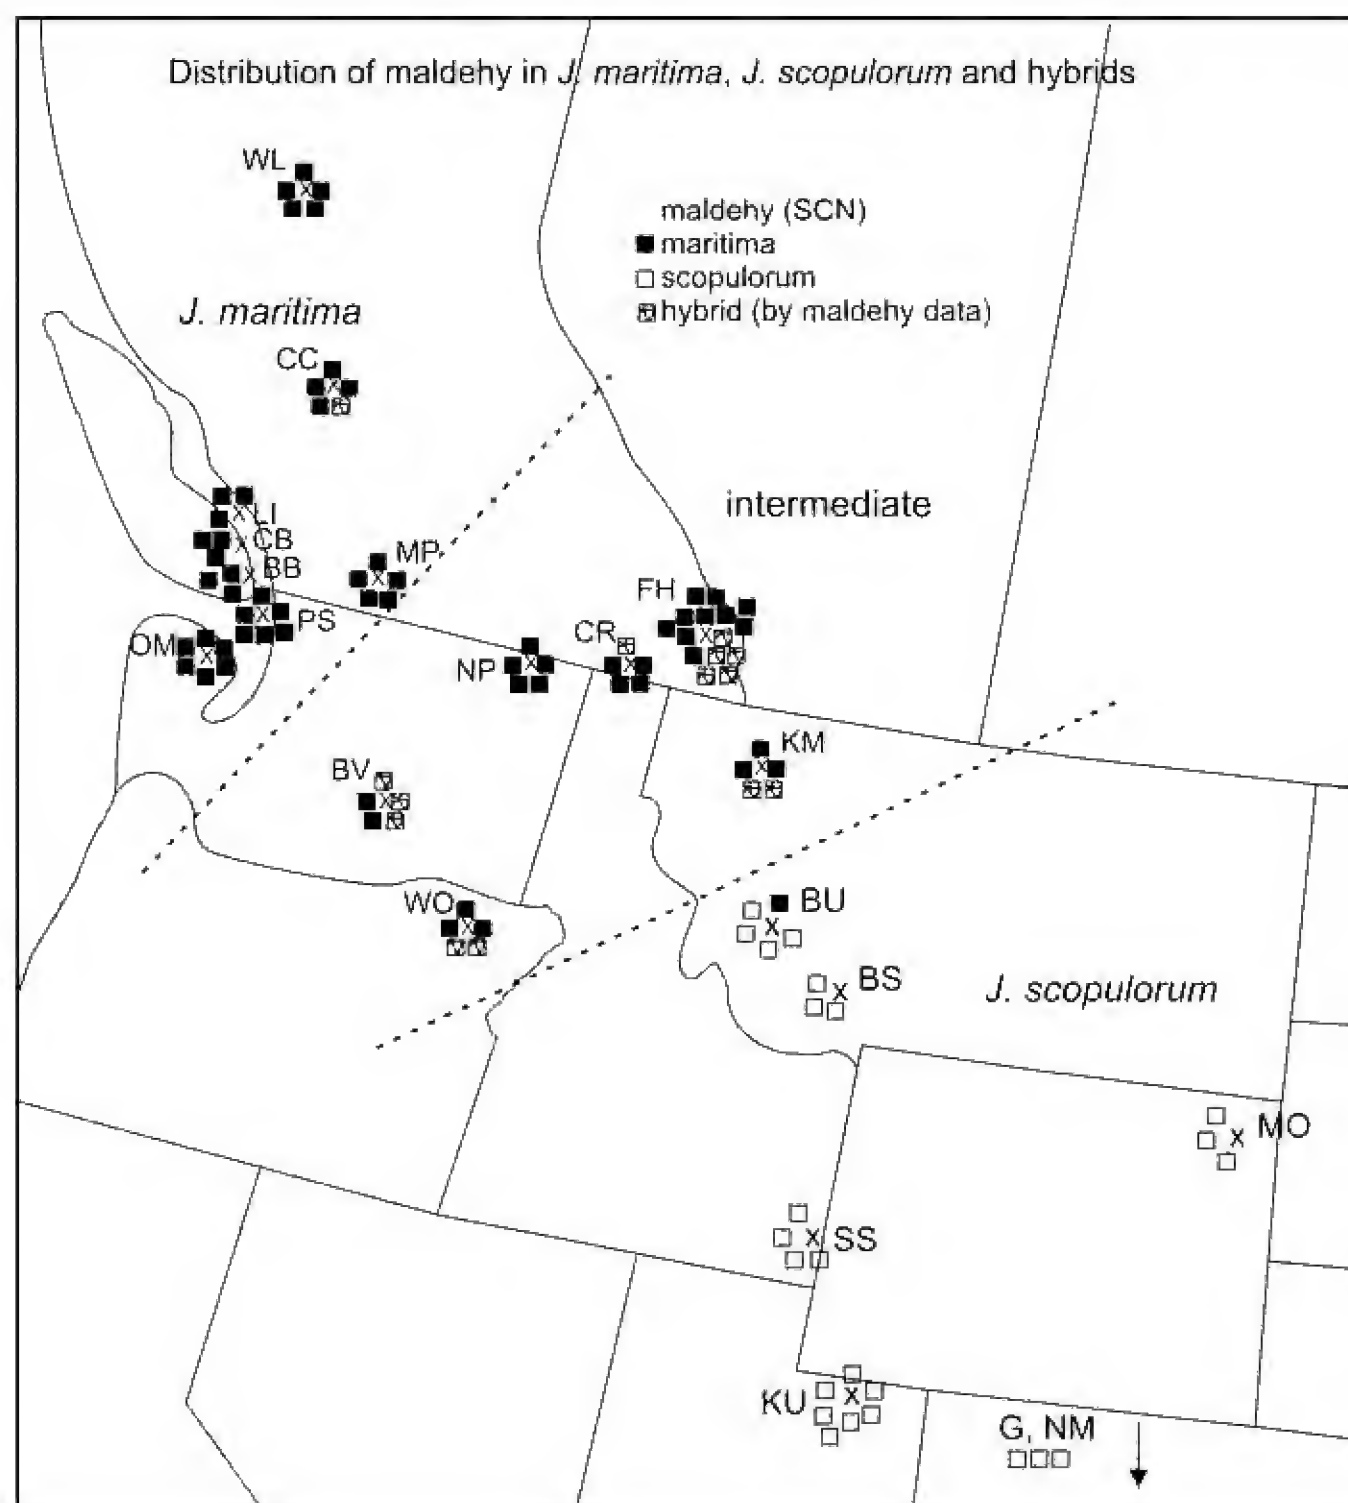 Distribution of maldehy in J. maritima, J. scopulorum and hybrids
WL
maldehy (SCN)
maritima
scopulorum
hybrid (by maldehy data)
J. maritima
CC
intermediate
LI
CB
BB
MP
FH
PS
CR
OM
NP
KM
BV
WO
BU
BS
J. scopulorum
MO
SS
KU
G, NM